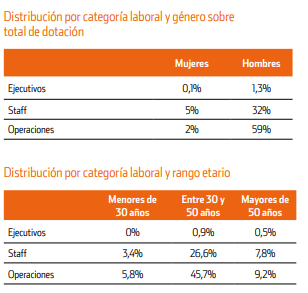 Distribución por categoría laboral y género sobre
total de dotación
Mujeres Hombres
Ejecutivos 0,1% 1,3%
Staff 5% 32%
Operaciones 2% 59%
Distribución por categoría laboral y rango etario
Menores de 30 años Entre 30 y 50 años Mayores de 50 años
Ejecutivos 0% 0,9% 0,5%
Staff 3,4% 26,6% 7,8%
Operaciones 5,8% 45,7% 9,2%